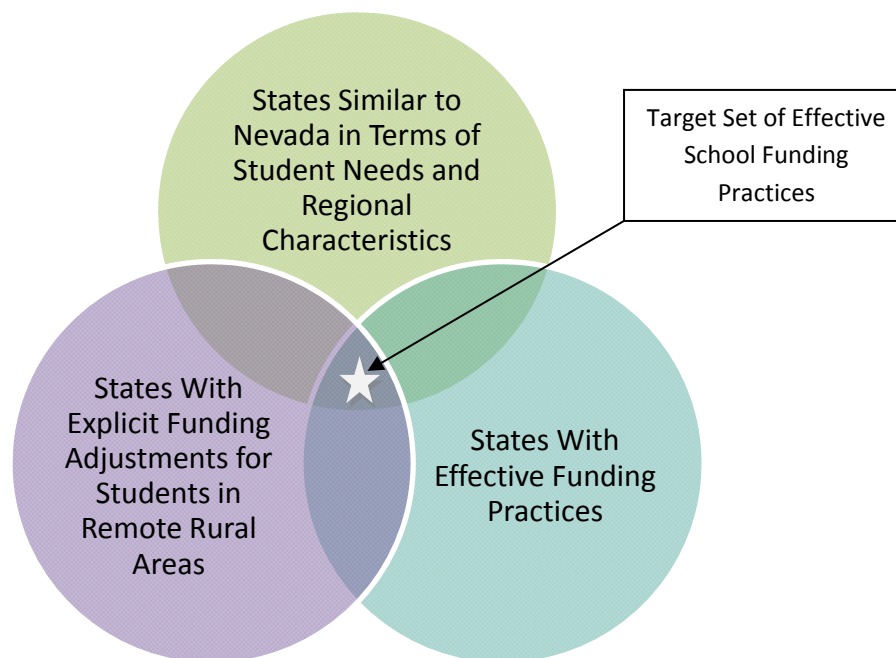 States Similar to
Nevada in Terms of
Student Needs and
Regional
Characteristics
Target Set of Effective
School Funding
Practices
States With
Explicit Funding
Adjustments for
Students in
Remote Rural
Areas
States With
Effective Funding
Practices